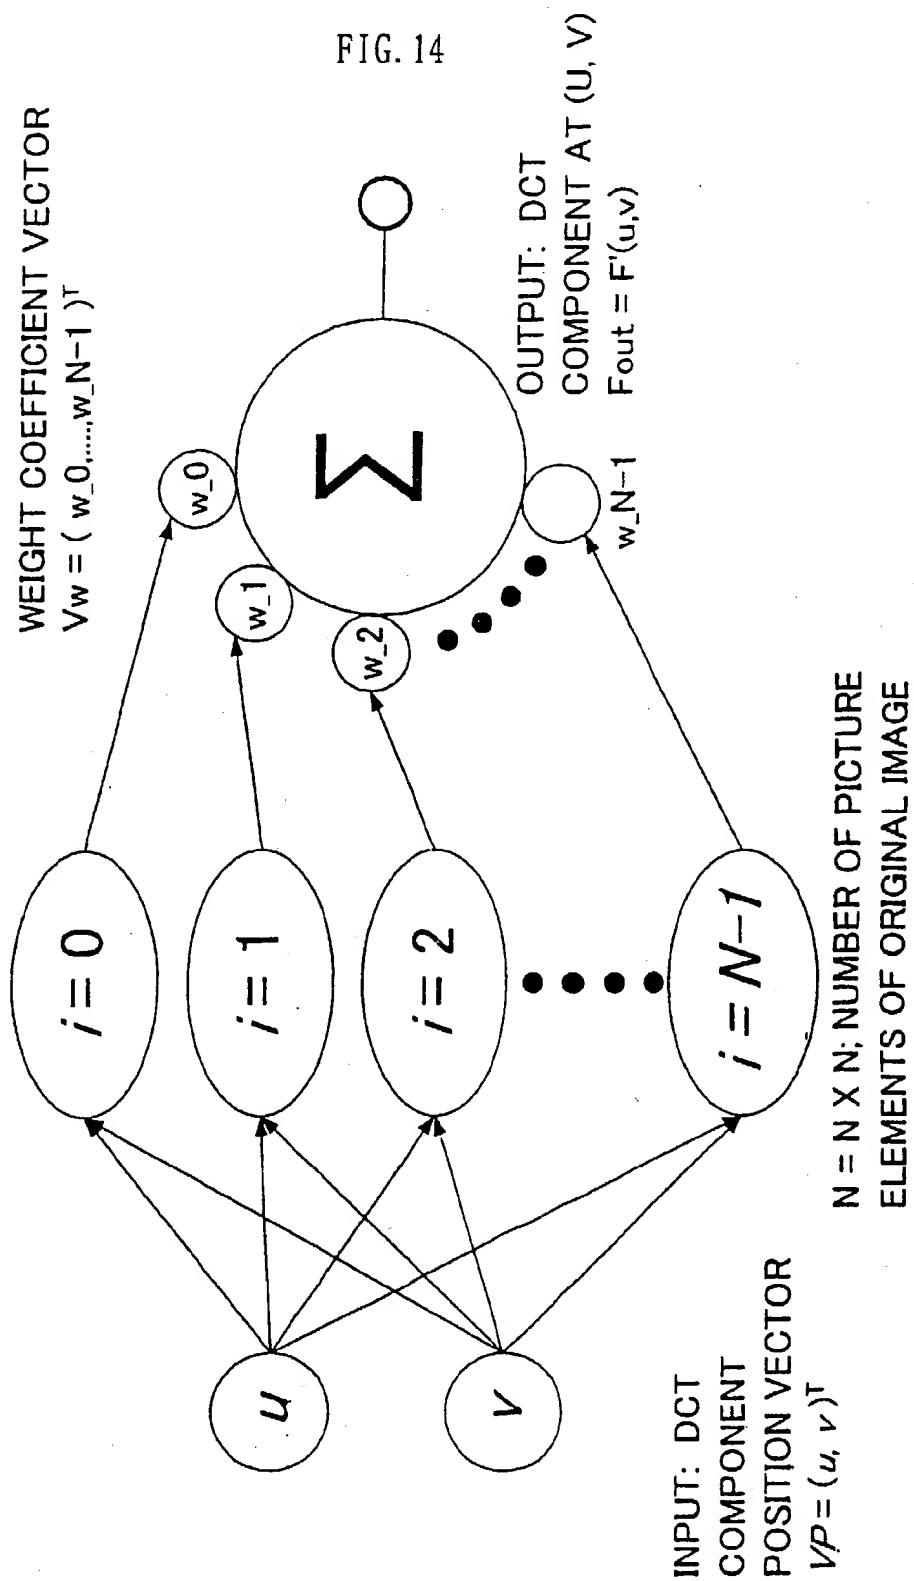 FIG. 14
WEIGHT COEFFICIENT VECTOR
Vw = ( w_0,....,w_N-1 )ᵀ
w_0
w_1
w_2
w_N-1
Σ
OUTPUT: DCT
COMPONENT AT (U, V)
Fout = F'(u,v)
i = 0
i = 1
i = 2
i = N-1
N = N X N; NUMBER OF PICTURE
ELEMENTS OF ORIGINAL IMAGE
u
v
INPUT: DCT
COMPONENT
POSITION VECTOR
VP = (u, v)ᵀ